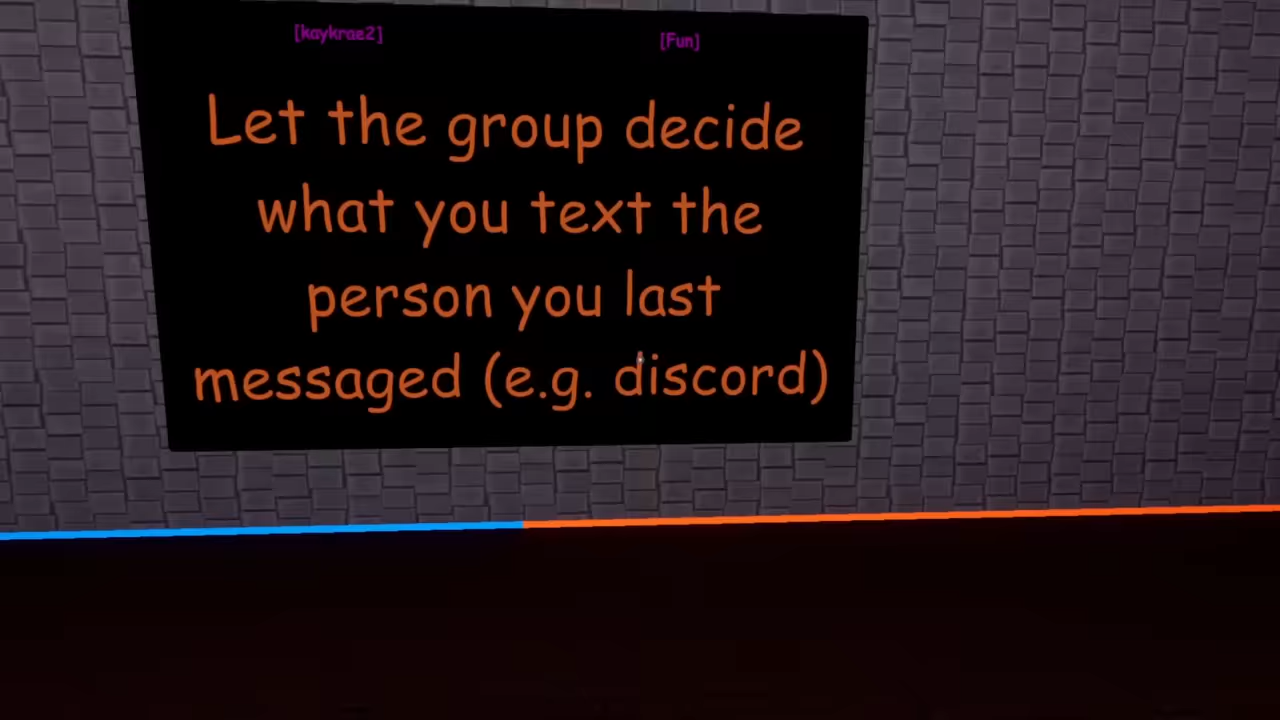 [kaykrae2] [Fun]
Let the group decide
what you text the
person you last
messaged (e.g. discord)